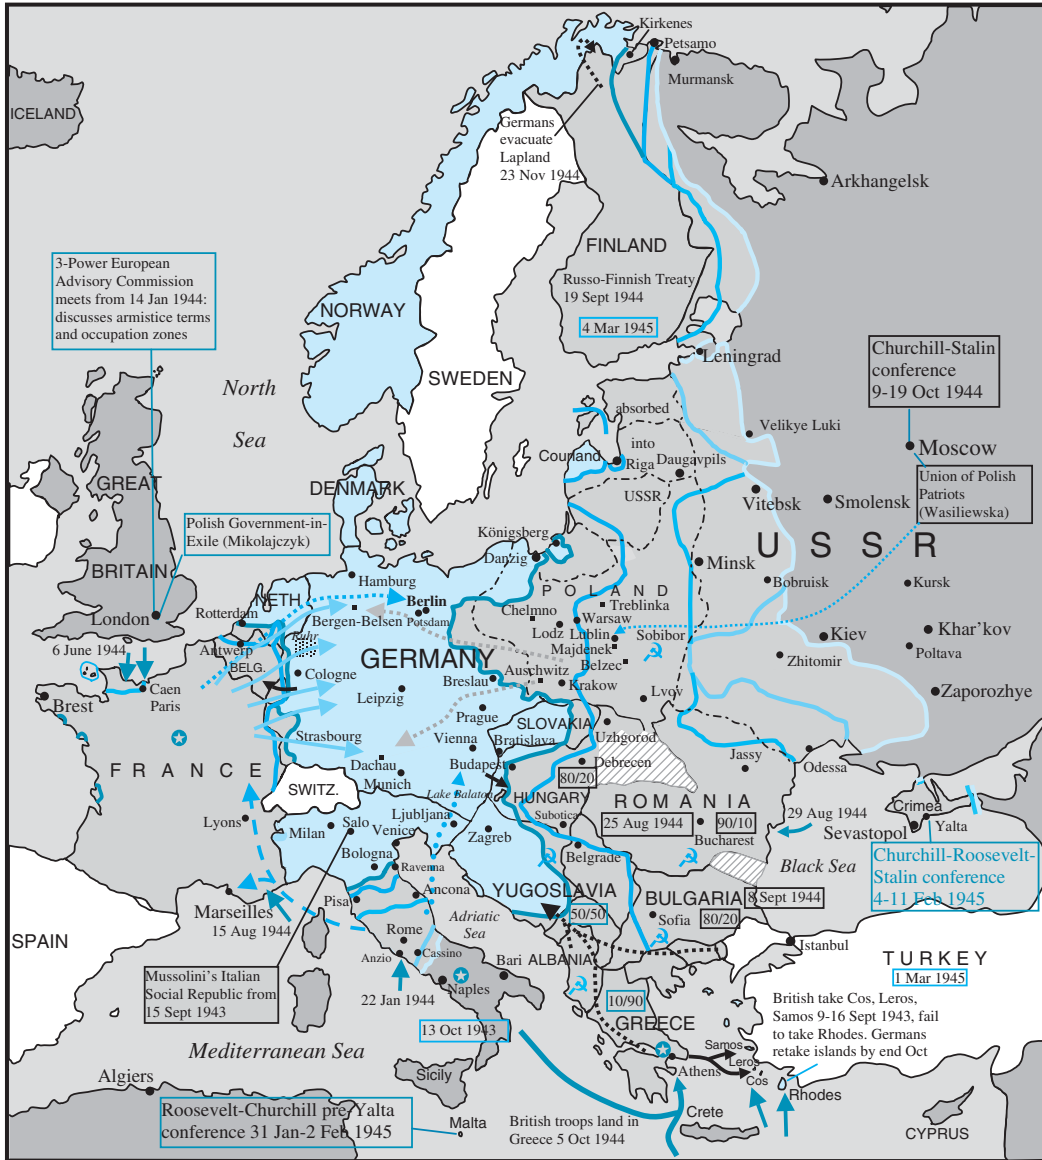 Kirkenes
Petsamo
Murmansk
ICELAND
Germans
evacuate
Lapland
23 Nov 1944
Arkhangelsk
FINLAND
3-Power European
Advisory Commission
meets from 14 Jan 1944:
discusses armistice terms
and occupation zones
Russo-Finnish Treaty
19 Sept 1944
NORWAY
4 Mar 1945
Leningrad
Churchill-Stalin
conference
9-19 Oct 1944
SWEDEN
North
Sea
absorbed
into
USSR
Velikye Luki
Moscow
Courland
Riga
Daugavpils
GREAT
BRITAIN
DENMARK
Union of Polish
Patriots
(Wasiliewska)
Vitebsk
Smolensk
Polish Government-in-
Exile (Mikolajczyk)
Königsberg
Danzig
USSR
Minsk
Hamburg
NETH
POLAND
Bobruisk
Kursk
Berlin
Treblinka
Rotterdam
Bergen-Belsen
Potsdam
Chelmno
Warsaw
London
Lodz
Lublin
Sobibor
Kiev
Khar'kov
6 June 1944
Antwerp
Ruhr
Majdenek
Poltava
BELG.
GERMANY
Belzec
Zhitomir
Cologne
Auschwitz
Caen
Breslau
Krakow
Lvov
Zaporozhye
Brest
Paris
Leipzig
Prague
SLOVAKIA
Strasbourg
Vienna
Bratislava
Uzhgorod
Jassy
Odessa
FRANCE
Dachau
Munich
Budapest
Debrecen
80/20
SWITZ.
Lake Balaton
HUNGARY
ROMANIA
Crimea
Lyons
Milan
Salo
Ljubljana
Subotica
25 Aug 1944
90/10
29 Aug 1944
Yalta
Venice
Zagreb
Bucharest
Sevastopol
Bologna
Belgrade
Black Sea
Churchill-Roosevelt-
Stalin conference
4-11 Feb 1945
Ravenna
YUGOSLAVIA
Marseilles
15 Aug 1944
Pisa
Ancona
BULGARIA
8 Sept 1944
50/50
Sofia
80/20
Adriatic
Sea
SPAIN
Rome
Istanbul
Anzio
Cassino
Bari
ALBANIA
TURKEY
1 Mar 1945
Mussolini's Italian
Social Republic from
15 Sept 1943
22 Jan 1944
Naples
10/90
British take Cos, Leros,
Samos 9-16 Sept 1943, fail
to take Rhodes. Germans
retake islands by end Oct
13 Oct 1943
GREECE
Mediterranean Sea
Samos
Leros
Athens
Cos
Rhodes
Algiers
Sicily
Roosevelt-Churchill pre-Yalta
conference 31 Jan-2 Feb 1945
Malta
British troops land in
Greece 5 Oct 1944
Crete
CYPRUS